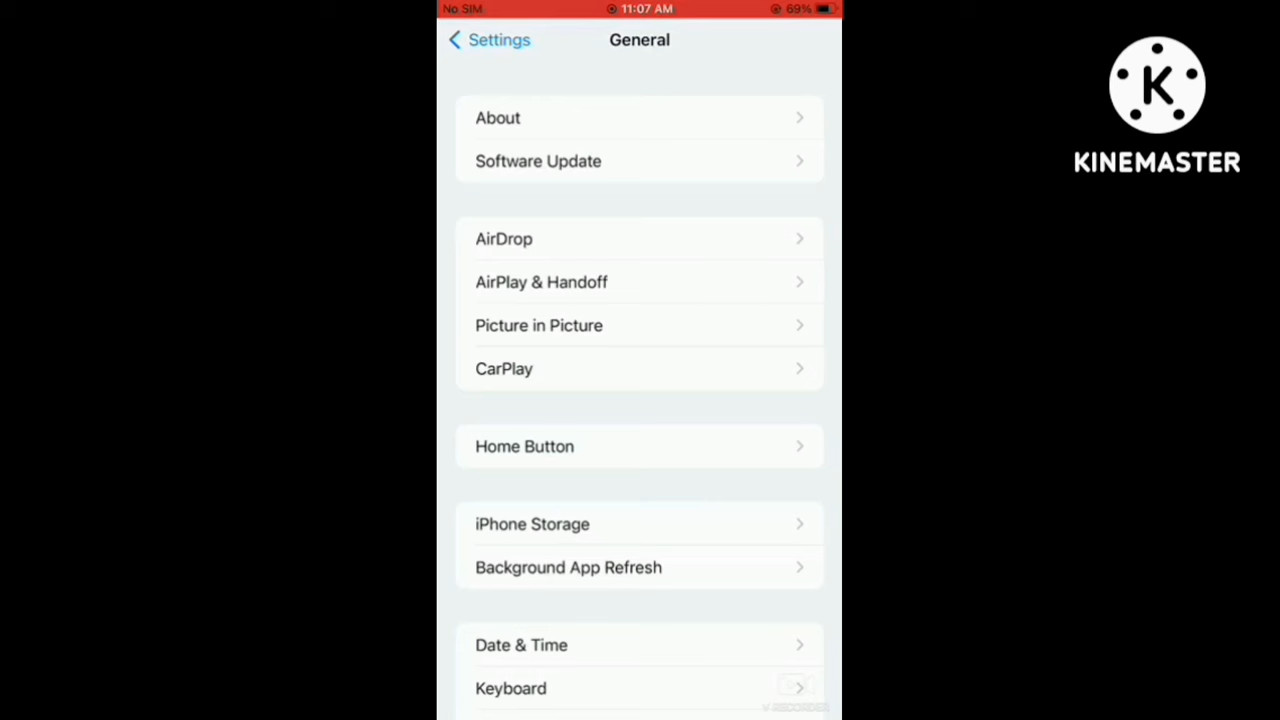 No SIM 11:07 AM 69%
Settings General
About
Software Update
AirDrop
AirPlay & Handoff
Picture in Picture
CarPlay
Home Button
iPhone Storage
Background App Refresh
Date & Time
Keyboard
V RECORDER
K
KINEMASTER